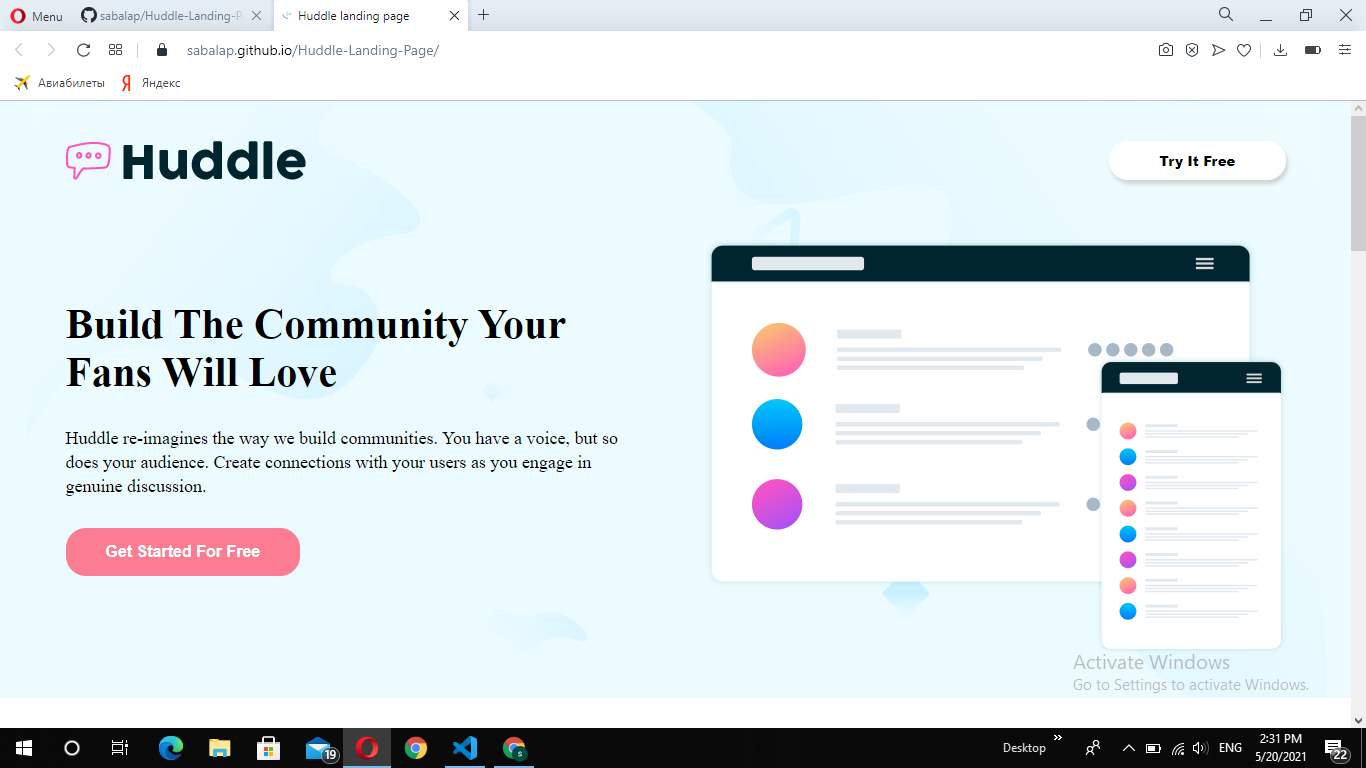 Menu
sabalap/Huddle-Landing-P
Huddle landing page
sabalap.github.io/Huddle-Landing-Page/
Авиабилеты
Яндекс
Huddle
Try It Free
Build The Community Your
Fans Will Love
Huddle re-imagines the way we build communities. You have a voice, but so
does your audience. Create connections with your users as you engage in
genuine discussion.
Get Started For Free
Activate Windows
Go to Settings to activate Windows.
19
S
Desktop
ENG
2:31 PM
5/20/2021
22